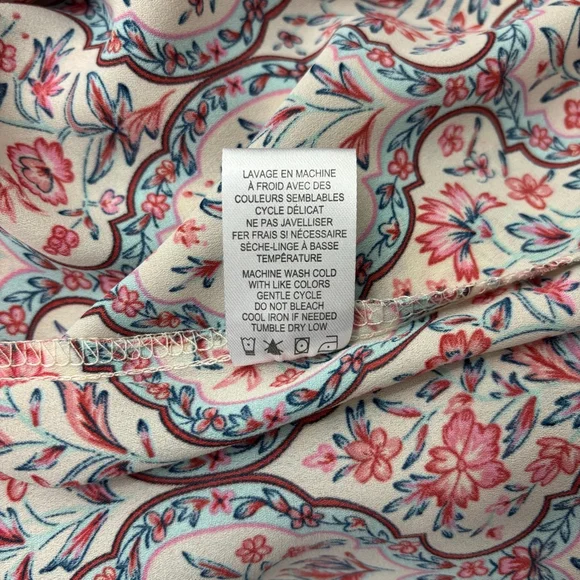 LAVAGE EN MACHINE
À FROID AVEC DES
COULEURS SEMBLABLES
CYCLE DÉLICAT
NE PAS JAVELLISER
FER FRAIS SI NÉCESSAIRE
SÈCHE-LINGE À BASSE
TEMPÉRATURE
MACHINE WASH COLD
WITH LIKE COLORS
GENTLE CYCLE
DO NOT BLEACH
COOL IRON IF NEEDED
TUMBLE DRY LOW